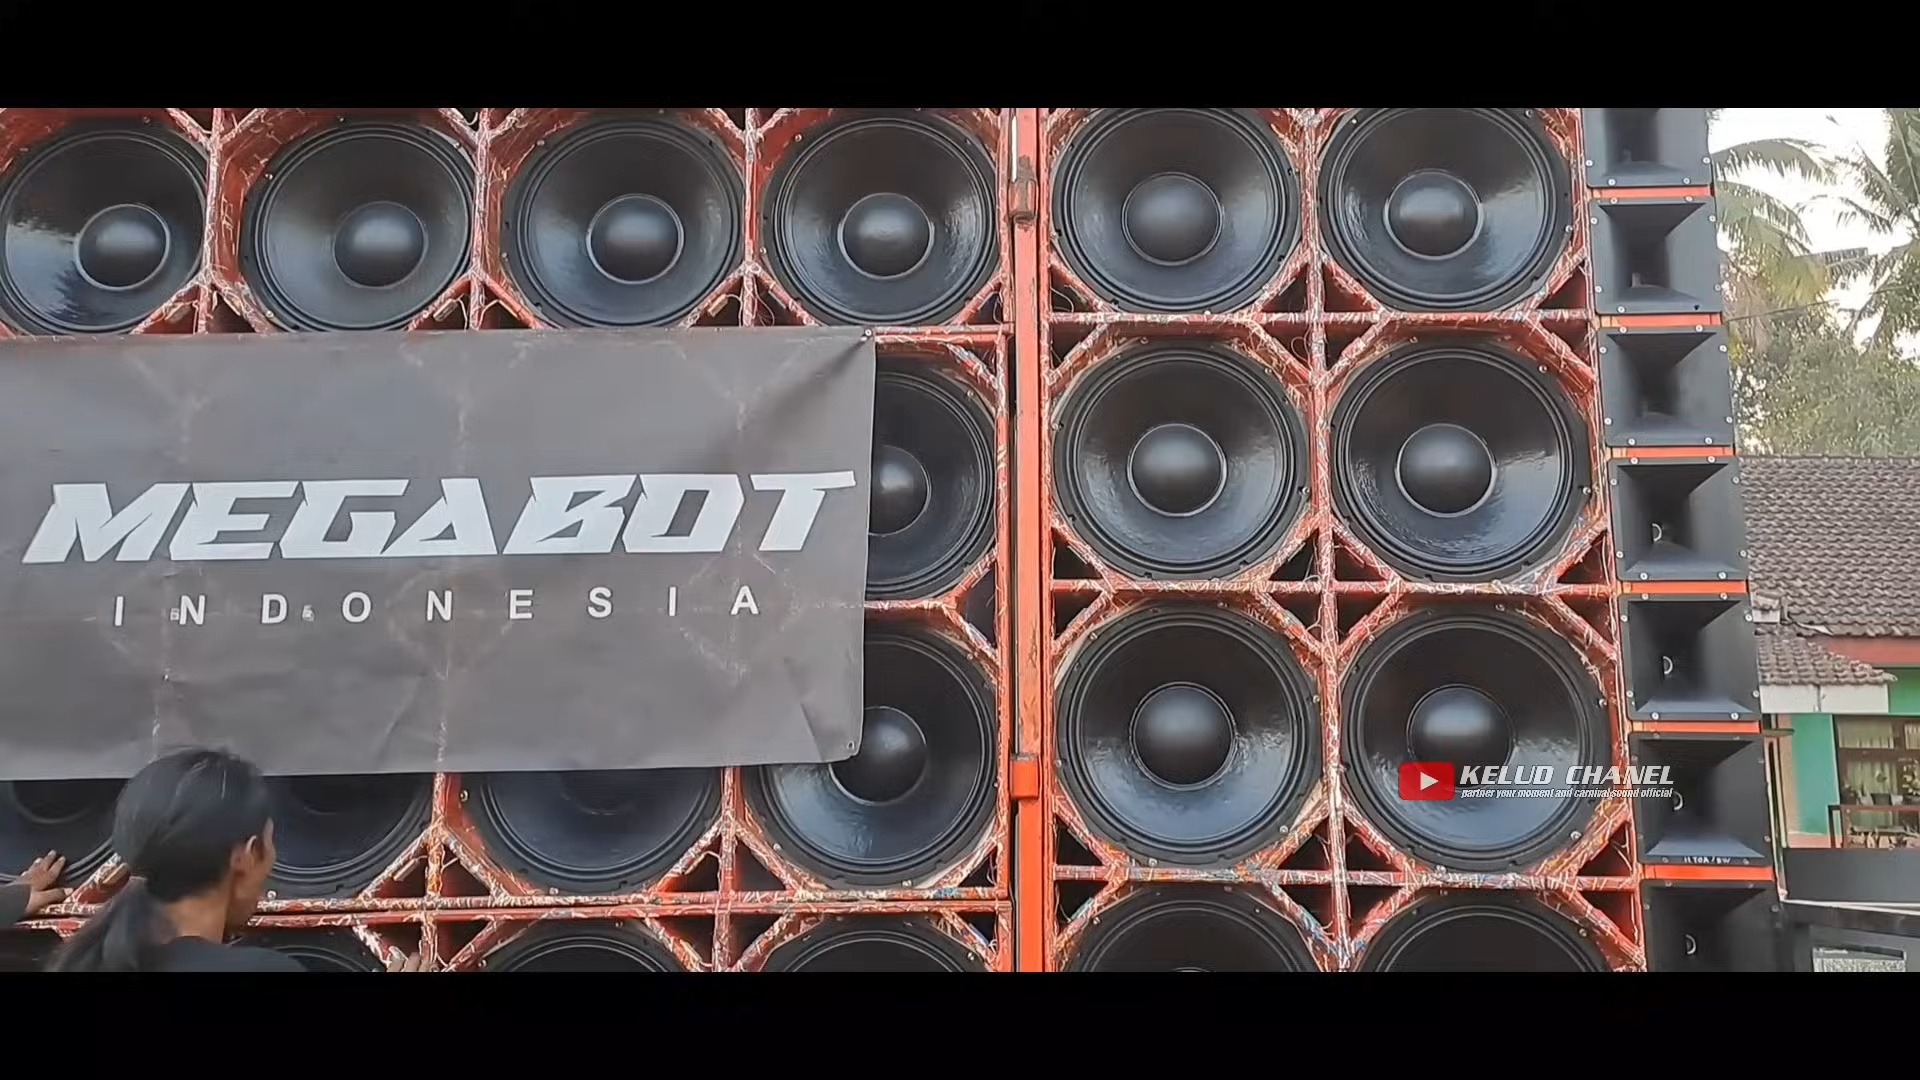 MEGABOT
INDONESIA
KELUD CHANEL
partner your moment and carnival sound official